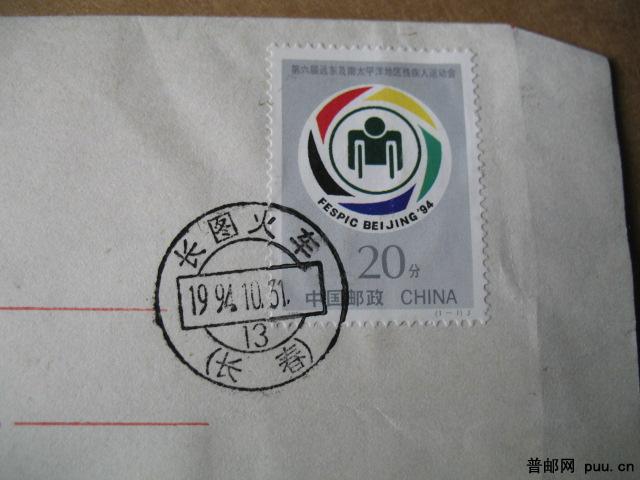 第六届远东及南太平洋地区残疾人运动会
FESPIC BEIJING '94
20分
中国邮政 CHINA
(1-1) J
长图火车
1994.10.31.
13
(长春)
普邮网 puu.cn